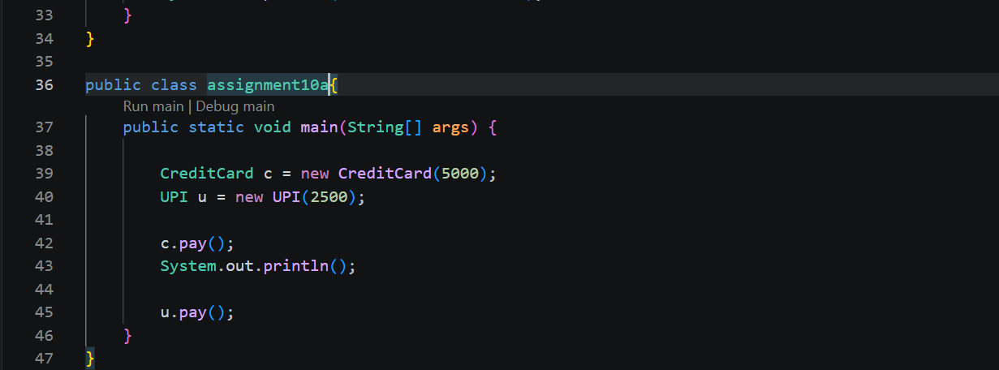 33 }
34 }
35
36 public class assignment10a{
Run main | Debug main
37 public static void main(String[] args) {
38
39 CreditCard c = new CreditCard(5000);
40 UPI u = new UPI(2500);
41
42 c.pay();
43 System.out.println();
44
45 u.pay();
46 }
47 }